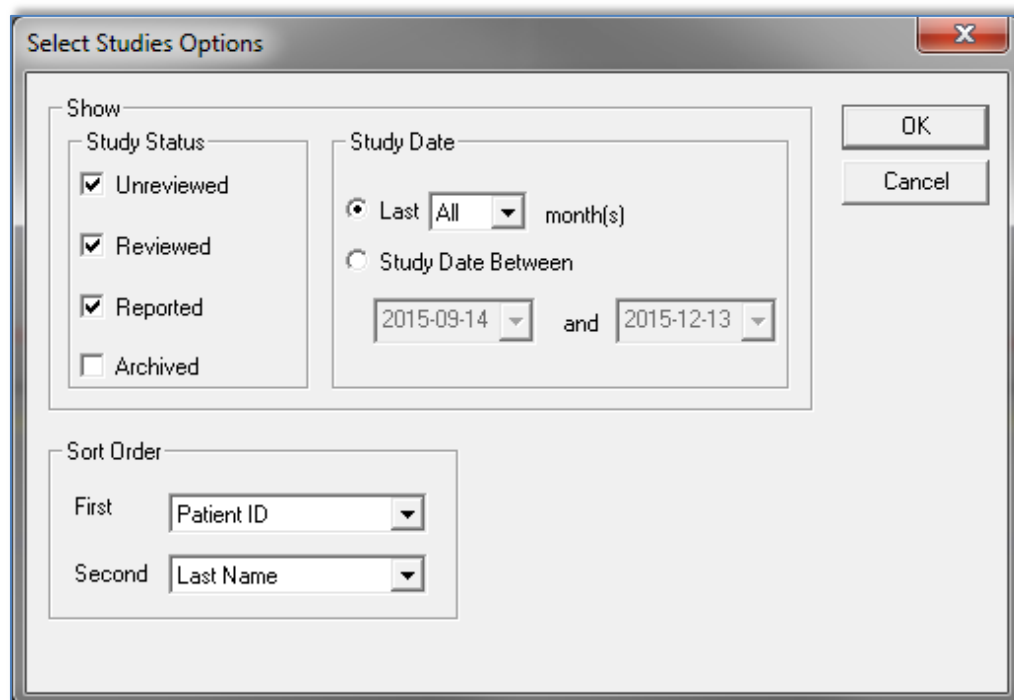 Select Studies Options
Show
OK
Cancel
Study Status
Unreviewed
Reviewed
Reported
Archived
Study Date
Last All month(s)
Study Date Between
2015-09-14 and 2015-12-13
Sort Order
First Patient ID
Second Last Name